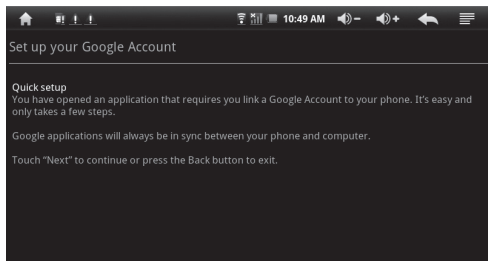 10:49 AM
Set up your Google Account
Quick setup
You have opened an application that requires you link a Google Account to your phone. It's easy and
only takes a few steps.
Google applications will always be in sync between your phone and computer.
Touch “Next” to continue or press the Back button to exit.